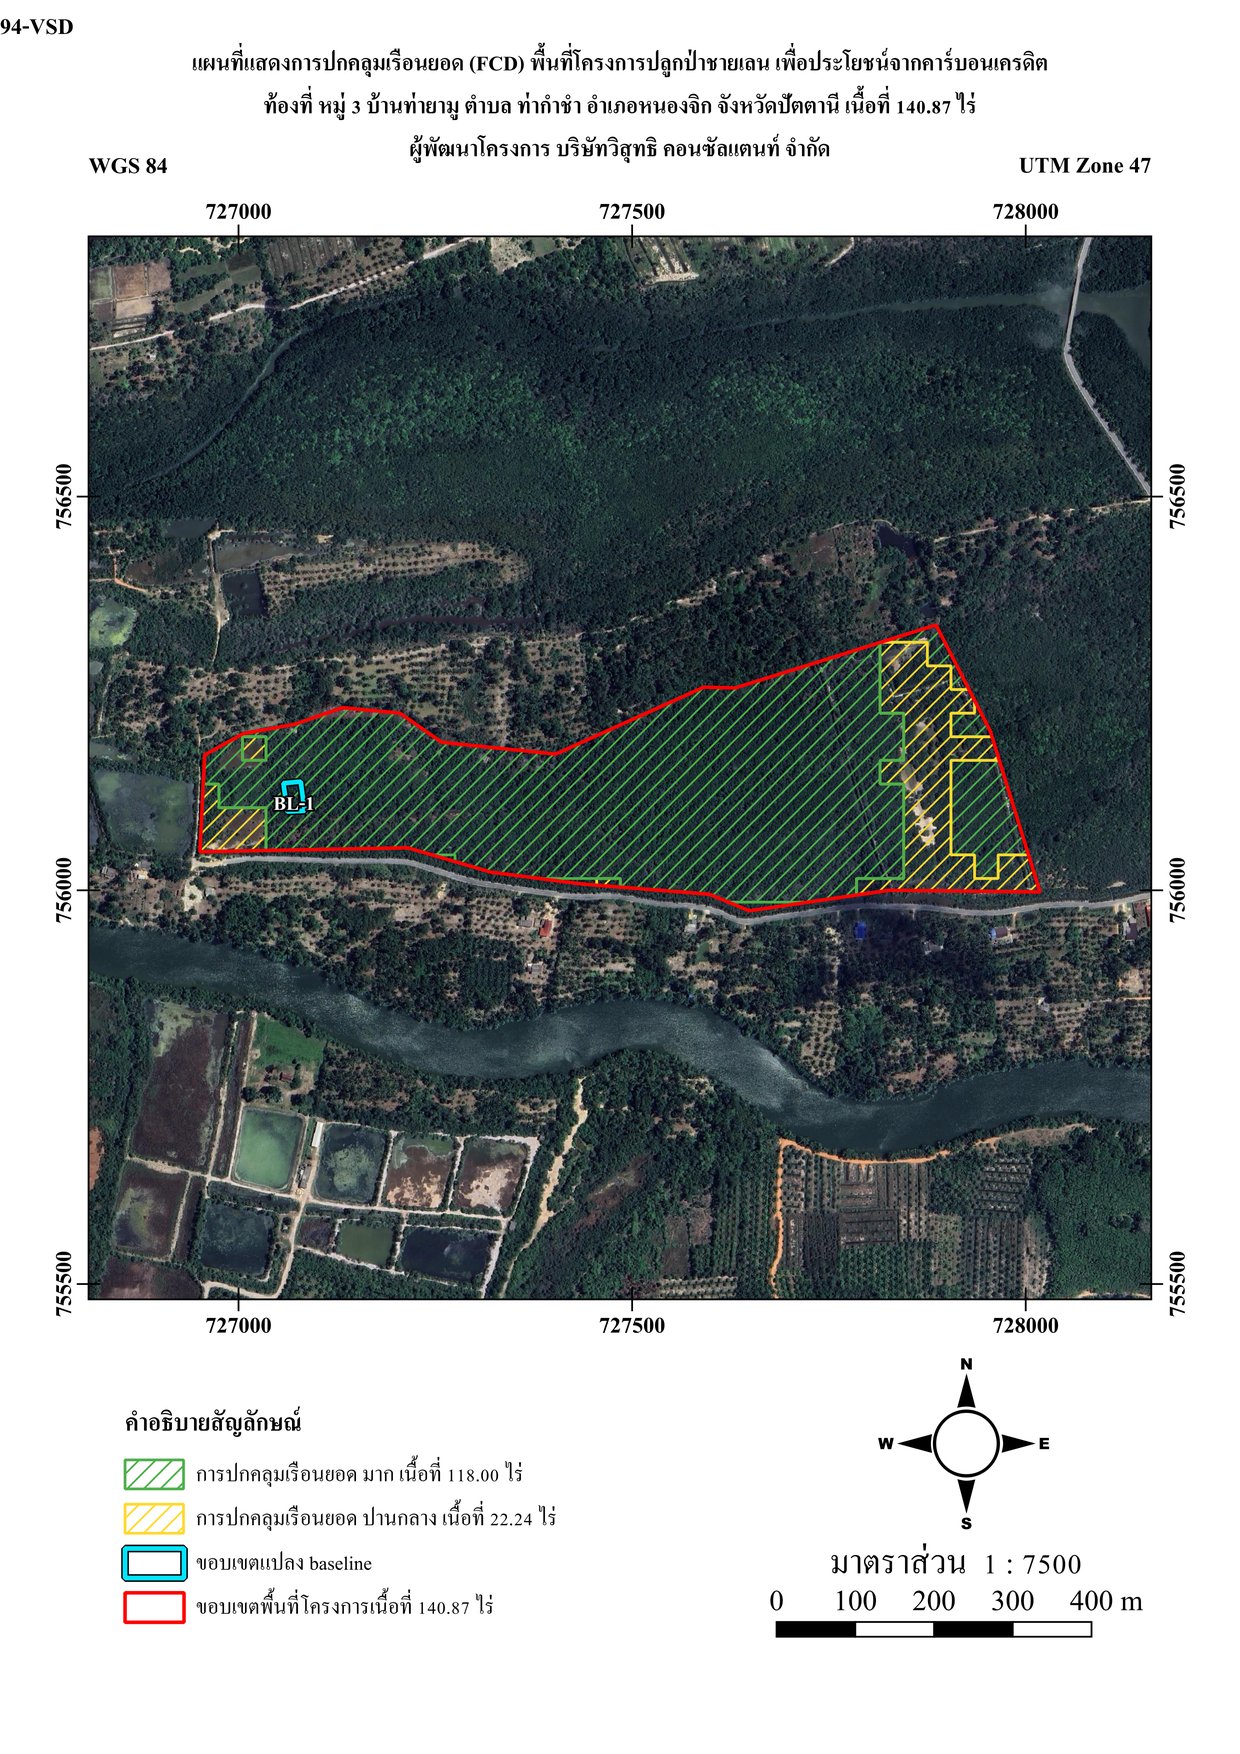 94-VSD
แผนที่แสดงการปกคลุมเรือนยอด (FCD) พื้นที่โครงการปลูกป่าชายเลน เพื่อประโยชน์จากคาร์บอนเครดิต
ท้องที่ หมู่ 3 บ้านท่ายามู ตำบล ท่ากำชำ อำเภอหนองจิก จังหวัดปัตตานี เนื้อที่ 140.87 ไร่
ผู้พัฒนาโครงการ บริษัทวิสุทธิ คอนซัลแตนท์ จำกัด
WGS 84 UTM Zone 47
727000 727500 728000
756500 756500
BL-1
756000 756000
755500 755500
727000 727500 728000
คำอธิบายสัญลักษณ์
การปกคลุมเรือนยอด มาก เนื้อที่ 118.00 ไร่
การปกคลุมเรือนยอด ปานกลาง เนื้อที่ 22.24 ไร่
ขอบเขตแปลง baseline
ขอบเขตพื้นที่โครงการเนื้อที่ 140.87 ไร่
N
W E
S
มาตราส่วน 1 : 7500
0 100 200 300 400 m